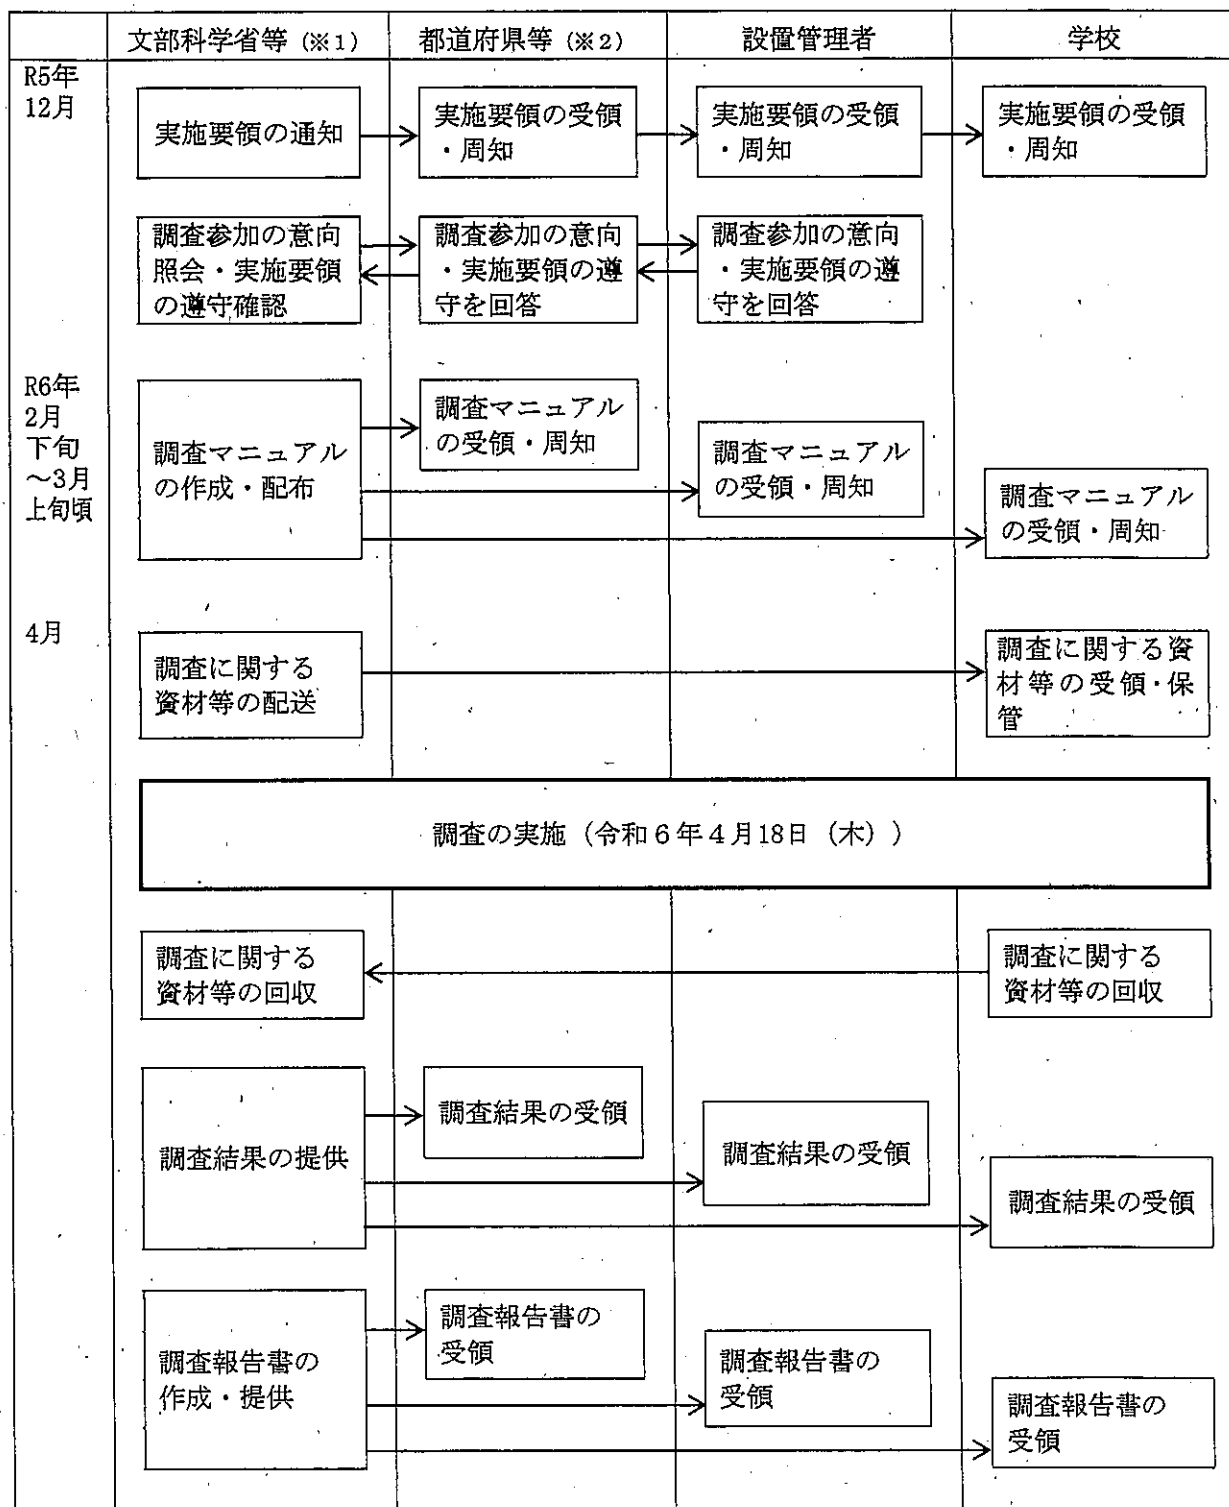 文部科学省等（※1）
都道府県等（※2）
設置管理者
学校
R5年
12月
実施要領の通知
実施要領の受領
・周知
実施要領の受領
・周知
実施要領の受領
・周知
調査参加の意向
照会・実施要領
の遵守確認
調査参加の意向
・実施要領の遵
守を回答
調査参加の意向
・実施要領の遵
守を回答
R6年
2月
下旬
～3月
上旬頃
調査マニュアル
の作成・配布
調査マニュアル
の受領・周知
調査マニュアル
の受領・周知
調査マニュアル
の受領・周知
4月
調査に関する
資材等の配送
調査に関する資
材等の受領・保
管
調査の実施（令和６年４月18日（木））
調査に関する
資材等の回収
調査に関する
資材等の回収
調査結果の提供
調査結果の受領
調査結果の受領
調査結果の受領
調査報告書の
作成・提供
調査報告書の
受領
調査報告書の
受領
調査報告書の
受領